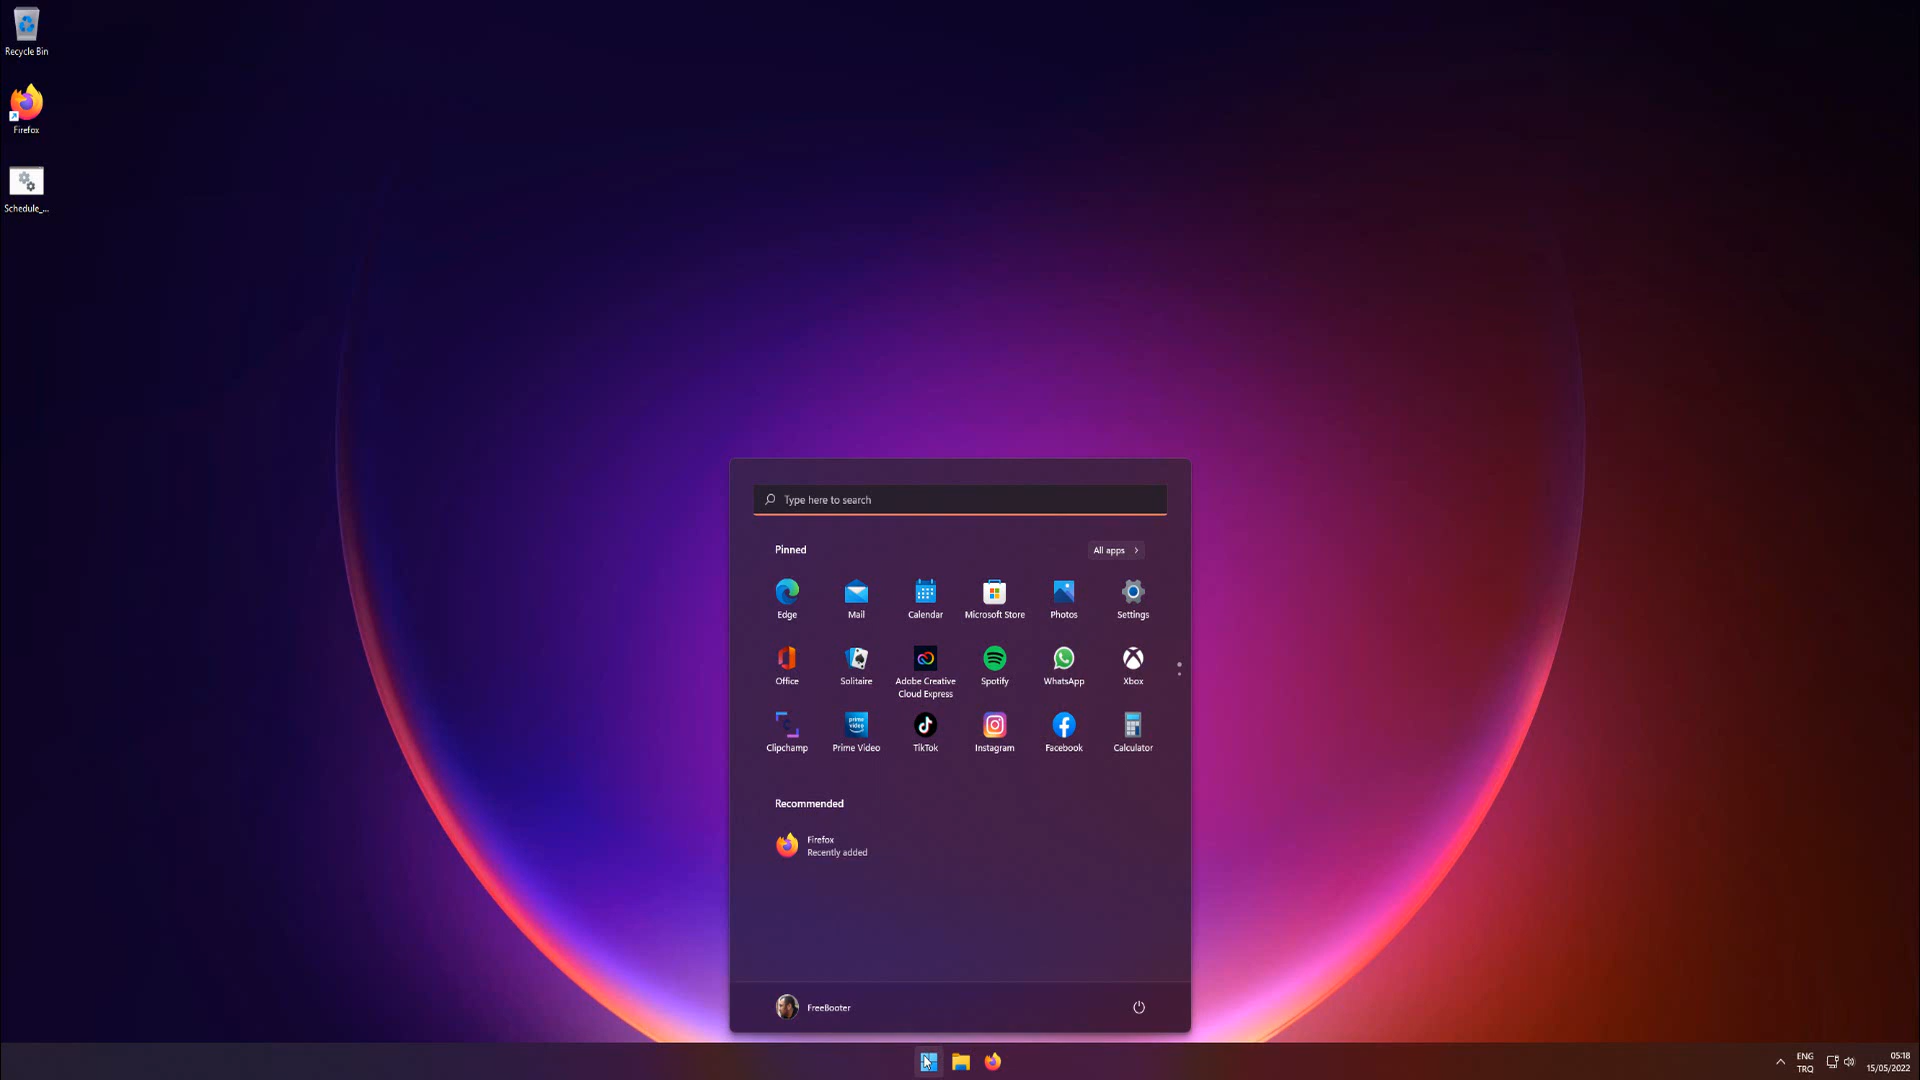 Recycle Bin
Firefox
Schedule_...
Type here to search
Pinned
All apps
Edge
Mail
Calendar
Microsoft Store
Photos
Settings
Office
Solitaire
Adobe Creative
Cloud Express
Spotify
WhatsApp
Xbox
prime
video
Clipchamp
Prime Video
TikTok
Instagram
Facebook
Calculator
Recommended
Firefox
Recently added
FreeBooter
ENG
TRQ
05:18
15/05/2022